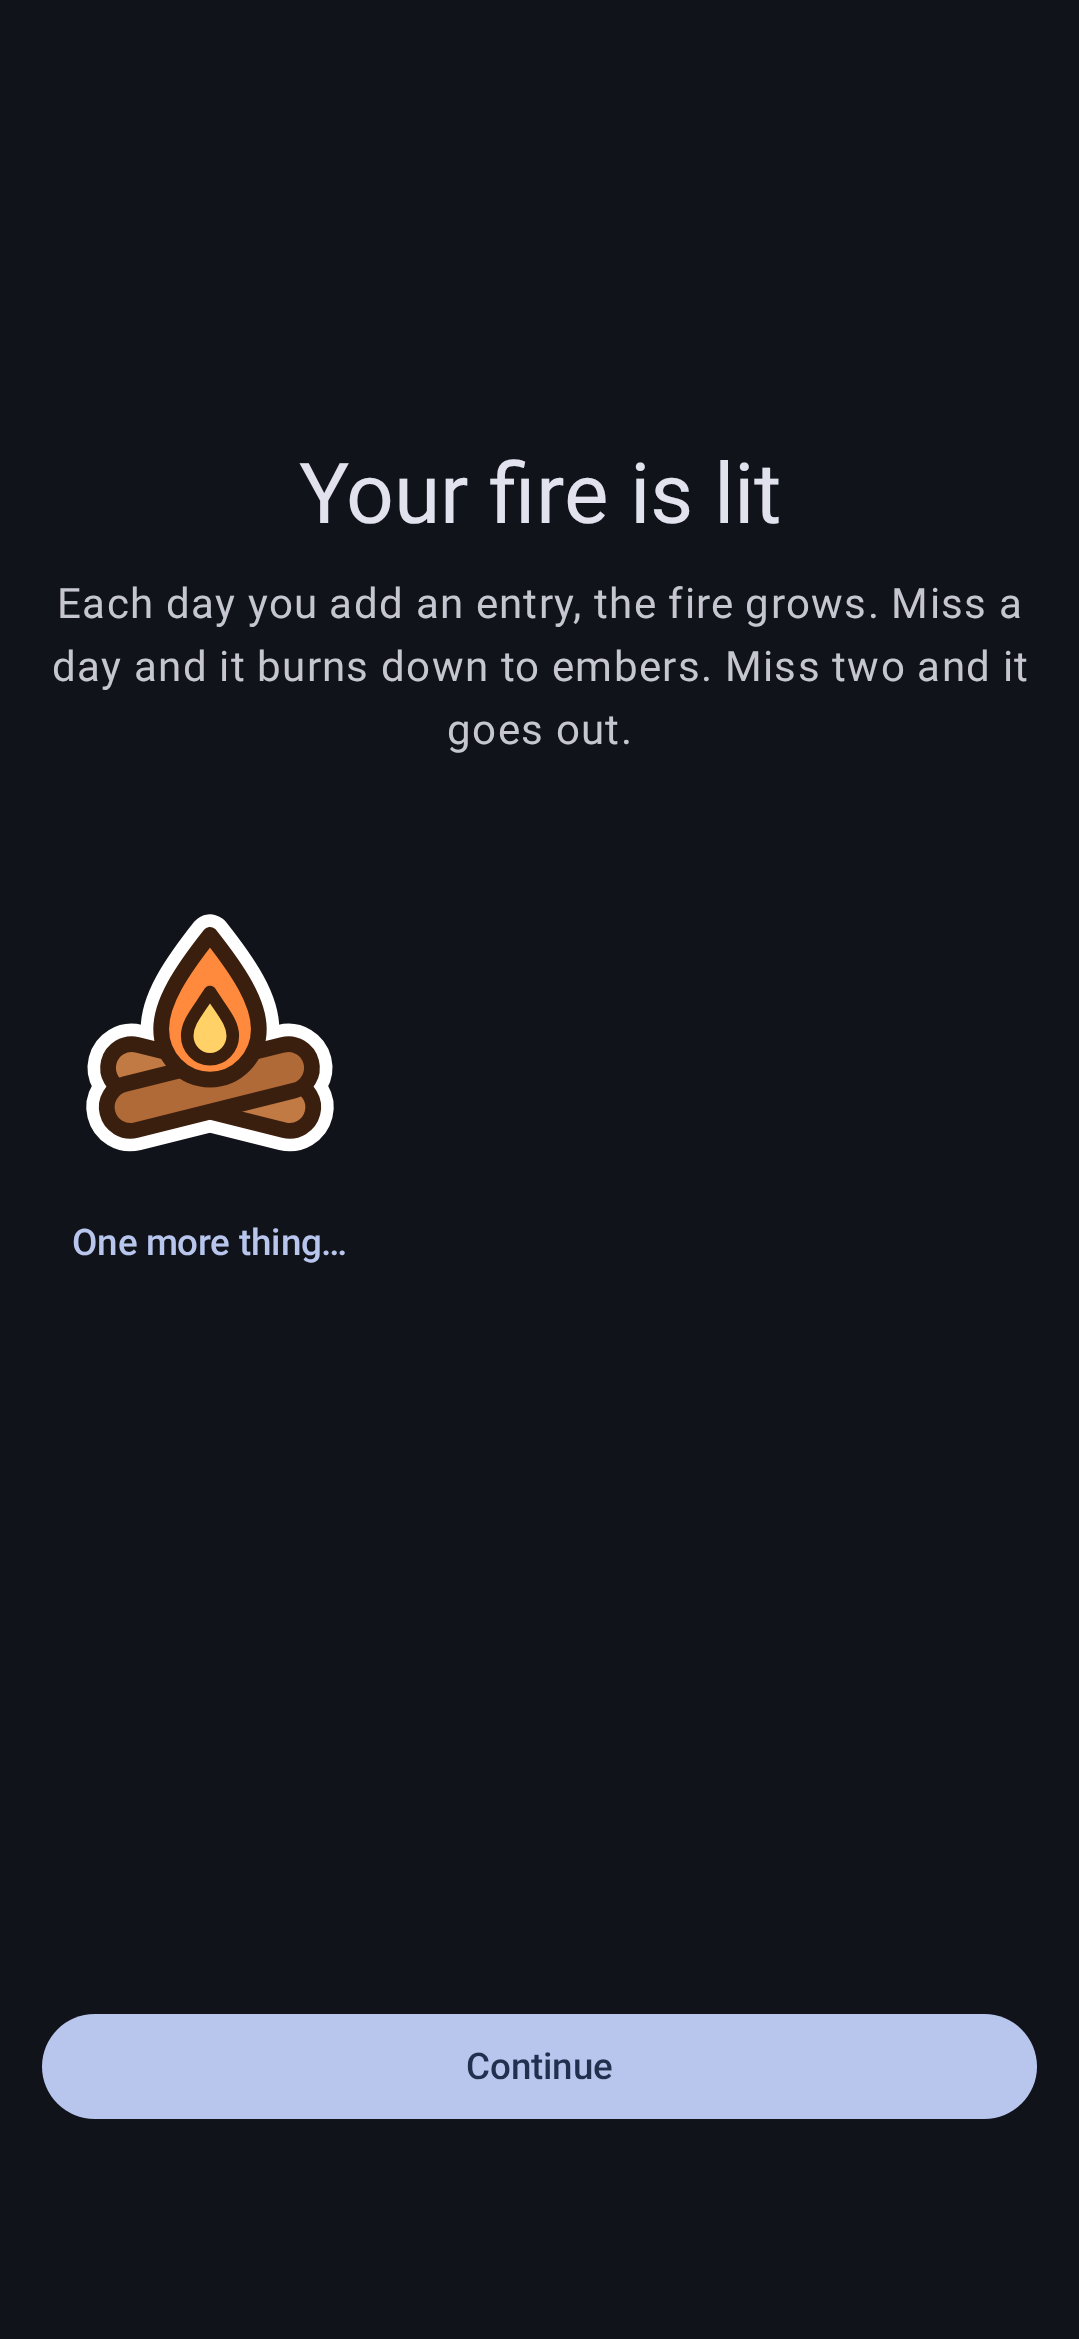 Your fire is lit
Each day you add an entry, the fire grows. Miss a
day and it burns down to embers. Miss two and it
goes out.
One more thing…
Continue